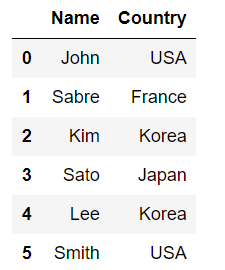 Name Country
0 John USA
1 Sabre France
2 Kim Korea
3 Sato Japan
4 Lee Korea
5 Smith USA